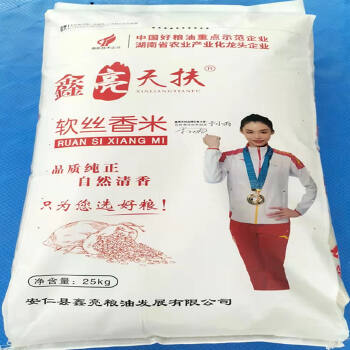 中国好粮油重点示范企业
湖南省农业产业化龙头企业
鑫亮天扶®
XINLIANGTIANFU
软丝香米
RUAN SI XIANG MI
品质纯正
自然清香
只为您选好粮!
净含量:25kg
安仁县鑫亮粮油发展有限公司